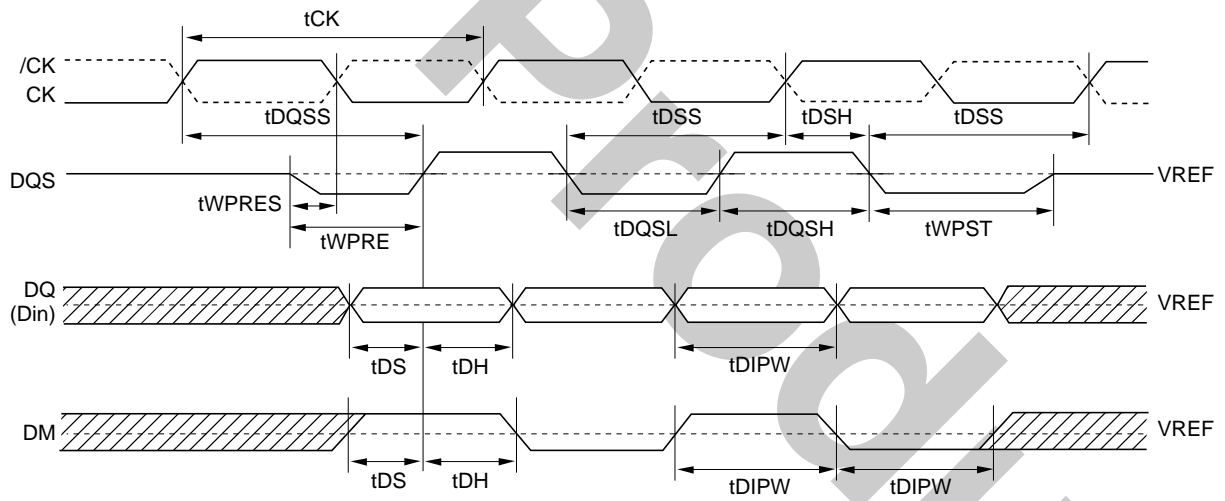 tCK
/CK
CK
tDQSS tDSS tDSH tDSS
DQS VREF
tWPRES
tDQSL tDQSH tWPST
tWPRE
DQ
(Din) VREF
tDS tDH tDIPW
DM VREF
tDS tDH tDIPW tDIPW
Prod